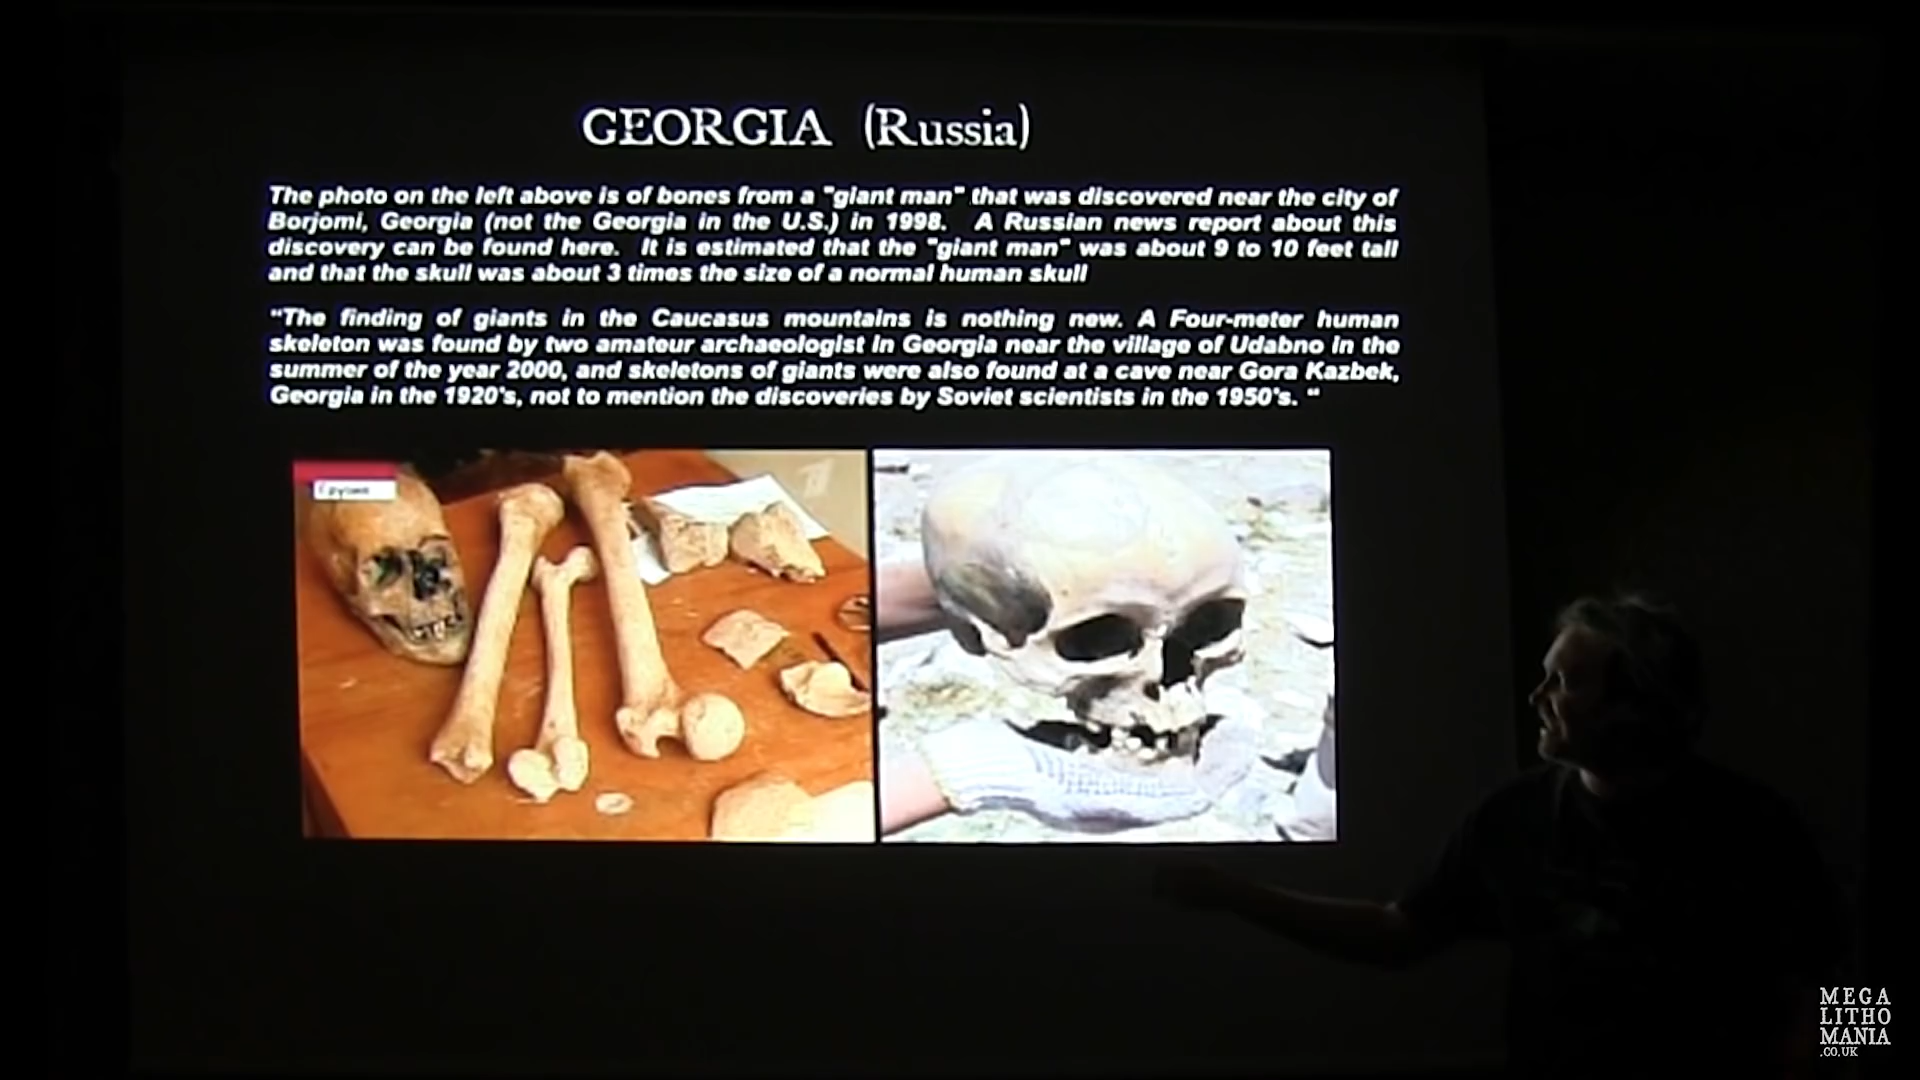 GEORGIA (Russia)
The photo on the left above is of bones from a "giant man" that was discovered near the city of
Borjomi, Georgia (not the Georgia in the U.S.) in 1998. A Russian news report about this
discovery can be found here. It is estimated that the "giant man" was about 9 to 10 feet tall
and that the skull was about 3 times the size of a normal human skull
"The finding of giants in the Caucasus mountains is nothing new. A Four-meter human
skeleton was found by two amateur archaeologist in Georgia near the village of Udabno in the
summer of the year 2000, and skeletons of giants were also found at a cave near Gora Kazbek,
Georgia in the 1920's, not to mention the discoveries by Soviet scientists in the 1950's. "
Грузия
1
MEGA
LITHO
MANIA
.CO.UK